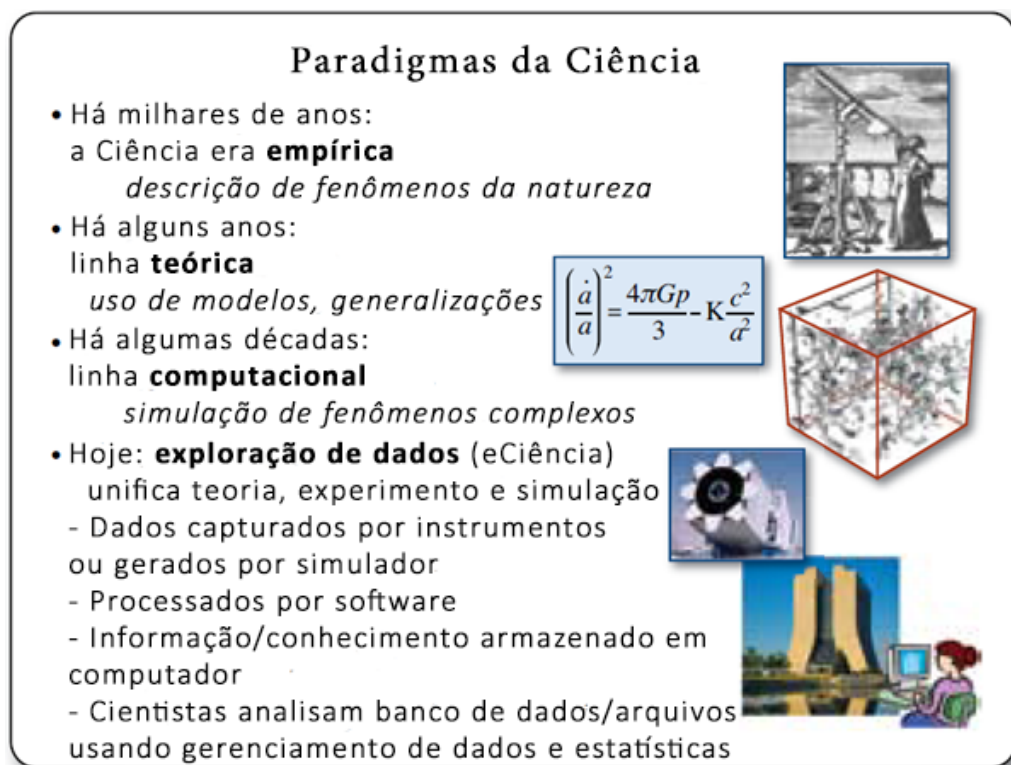 Paradigmas da Ciência
• Há milhares de anos:
a Ciência era empírica
descrição de fenômenos da natureza
• Há alguns anos:
linha teórica
uso de modelos, generalizações
(ȧ/a)² = 4πGp/3 - K c²/a²
• Há algumas décadas:
linha computacional
simulação de fenômenos complexos
• Hoje: exploração de dados (eCiência)
unifica teoria, experimento e simulação
- Dados capturados por instrumentos
ou gerados por simulador
- Processados por software
- Informação/conhecimento armazenado em
computador
- Cientistas analisam banco de dados/arquivos
usando gerenciamento de dados e estatísticas